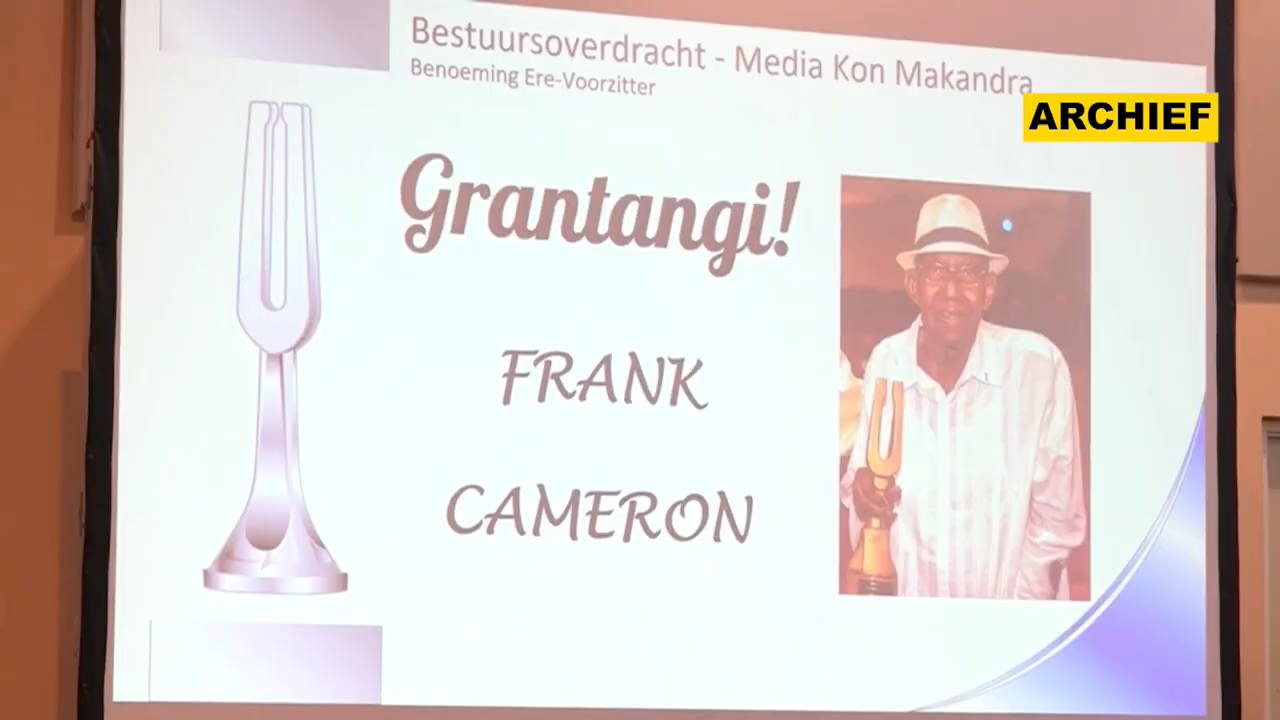 Bestuursoverdracht - Media Kon Makandra
Benoeming Ere-Voorzitter
ARCHIEF
Grantangi!
FRANK
CAMERON